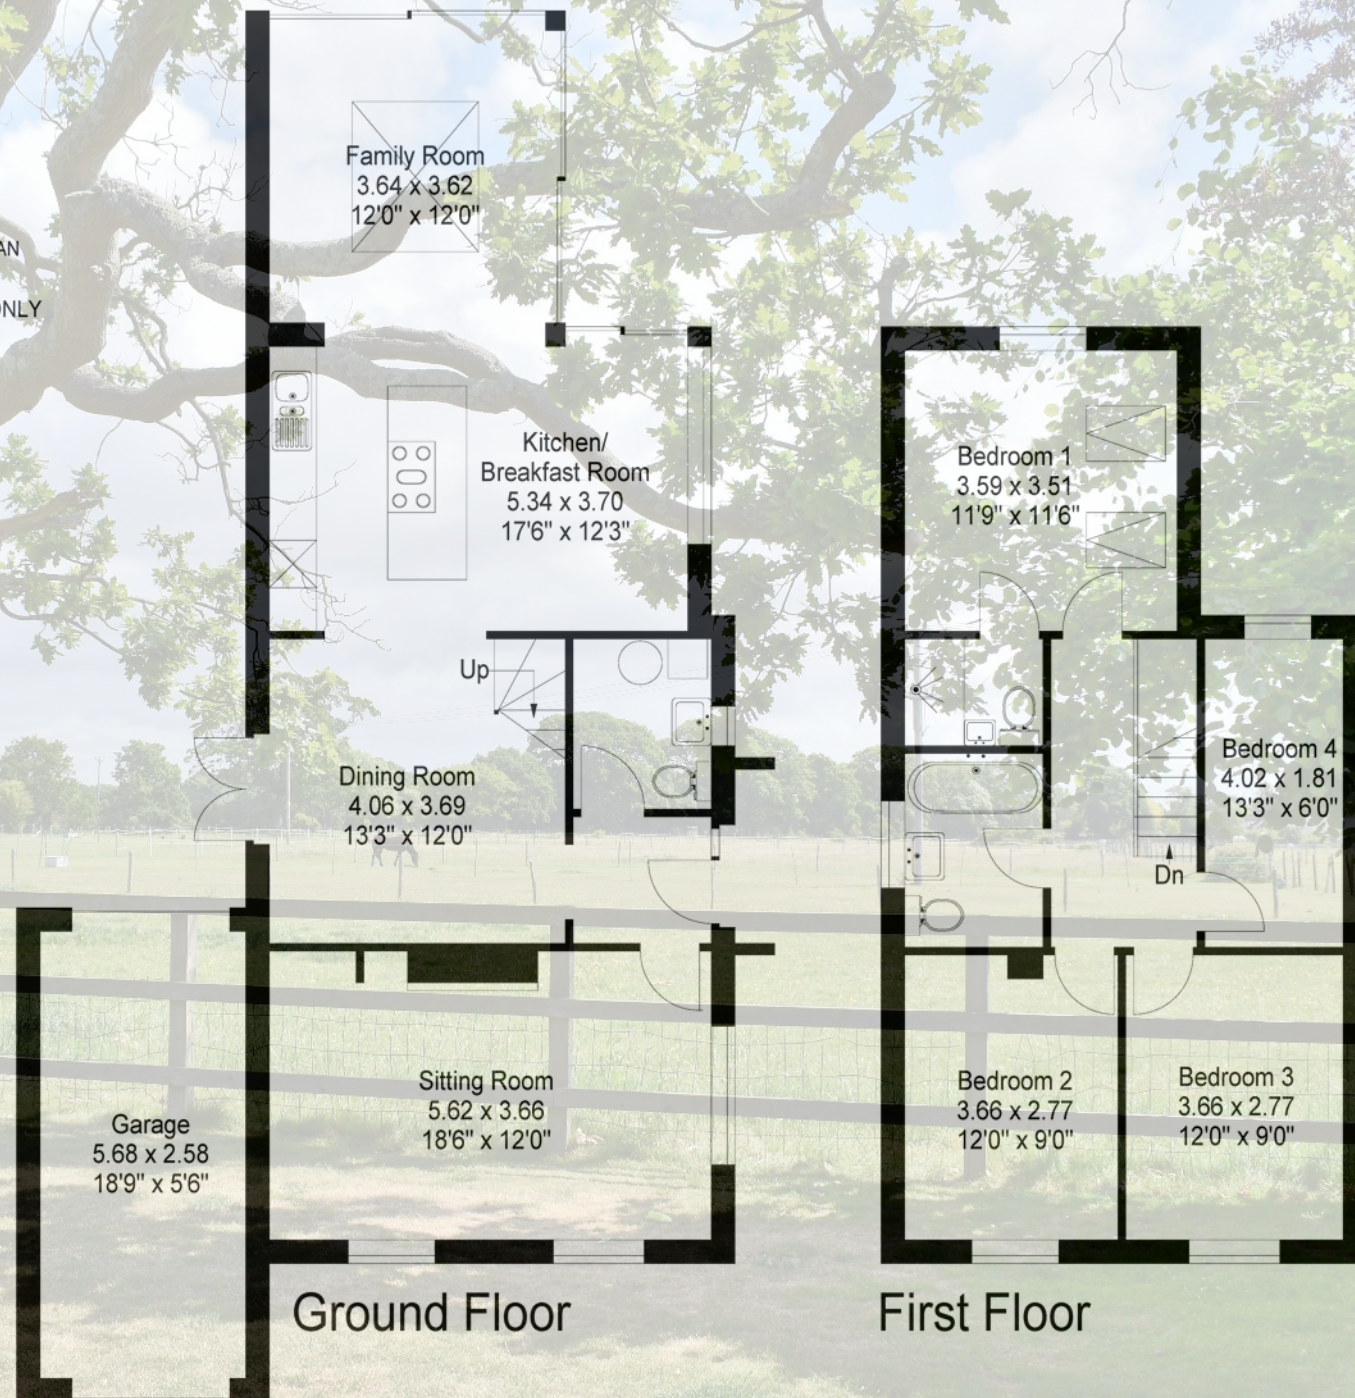 Family Room
3.64 x 3.62
12'0" x 12'0"
AN
ONLY
Kitchen/
Breakfast Room
5.34 x 3.70
17'6" x 12'3"
Up
Dining Room
4.06 x 3.69
13'3" x 12'0"
Sitting Room
5.62 x 3.66
18'6" x 12'0"
Garage
5.68 x 2.58
18'9" x 5'6"
Ground Floor
Bedroom 1
3.59 x 3.51
11'9" x 11'6"
Bedroom 4
4.02 x 1.81
13'3" x 6'0"
Dn
Bedroom 2
3.66 x 2.77
12'0" x 9'0"
Bedroom 3
3.66 x 2.77
12'0" x 9'0"
First Floor